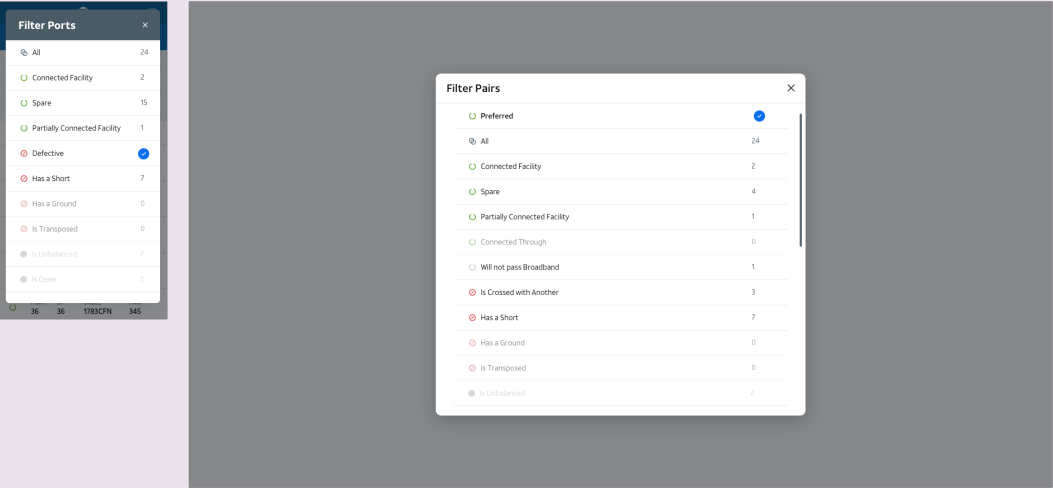 Filter Ports
All 24
Connected Facility 2
Spare 15
Partially Connected Facility 1
Defective
Has a Short 7
Has a Ground 0
Is Transposed 0
Is Unbalanced 2
Is Open 2
36 36 1783CFN 345
Filter Pairs
Preferred
All 24
Connected Facility 2
Spare 4
Partially Connected Facility 1
Connected Through 0
Will not pass Broadband 1
Is Crossed with Another 3
Has a Short 7
Has a Ground 0
Is Transposed 0
Is Unbalanced 2